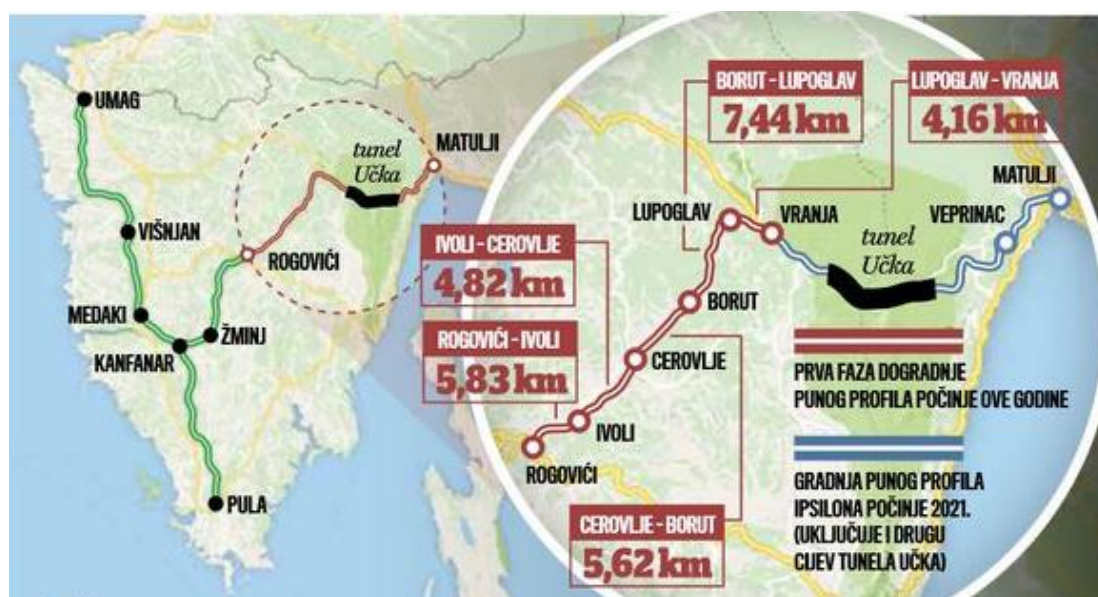 UMAG
VIŠNJAN
MEDAKI
KANFANAR
ŽMINJ
PULA
ROGOVIĆI
tunel
Učka
MATULJI
IVOLI - CEROVLJE
4,82 km
ROGOVIĆI - IVOLI
5,83 km
BORUT - LUPOGLAV
7,44 km
LUPOGLAV - VRANJA
4,16 km
MATULJI
VEPRINAC
LUPOGLAV
VRANJA
tunel
Učka
BORUT
CEROVLJE
IVOLI
ROGOVIĆI
CEROVLJE - BORUT
5,62 km
PRVA FAZA DOGRADNJE
PUNOG PROFILA POČINJE OVE GODINE
GRADNJA PUNOG PROFILA
IPSILONA POČINJE 2021.
(UKLJUČUJE I DRUGU
CIJEV TUNELA UČKA)